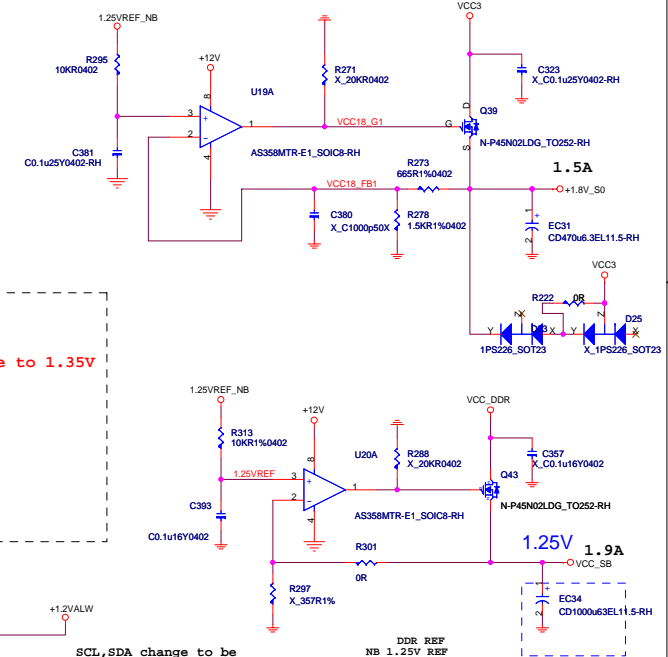 VCC3
1.25VREF_NB
R295
10KR0402
+12V
R271
X_20KR0402
C323
X_C0.1u25Y0402-RH
U19A
8
3
+
2
-
1
4
VCC18_G1
G
D
S
Q39
N-P45N02LDG_TO252-RH
C381
C0.1u25Y0402-RH
AS358MTR-E1_SOIC8-RH
R273
665R1%0402
1.5A
+1.8V_S0
VCC18_FB1
C380
X_C1000p50X
R278
1.5KR1%0402
1
+
2
EC31
CD470u6.3EL11.5-RH
VCC3
R222
0R
Y
Z
X
Y
Z
D25
X
1PS226_SOT23
X_1PS226_SOT23
e to 1.35V
1.25VREF_NB
VCC_DDR
R313
10KR1%0402
+12V
R288
X_20KR0402
C357
X_C0.1u16Y0402
U20A
8
1.25VREF
3
+
2
-
1
4
Q43
N-P45N02LDG_TO252-RH
C393
C0.1u16Y0402
AS358MTR-E1_SOIC8-RH
R301
0R
1.25V
1.9A
VCC_SB
R297
X_357R1%
1
+
2
EC34
CD1000u63EL11.5-RH
+1.2VALW
SCL,SDA change to be
DDR REF
NB 1.25V REF